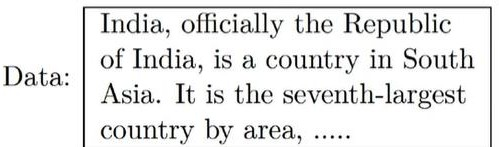 India, officially the Republic
of India, is a country in South
Data:
Asia. It is the seventh-largest
country by area, .....